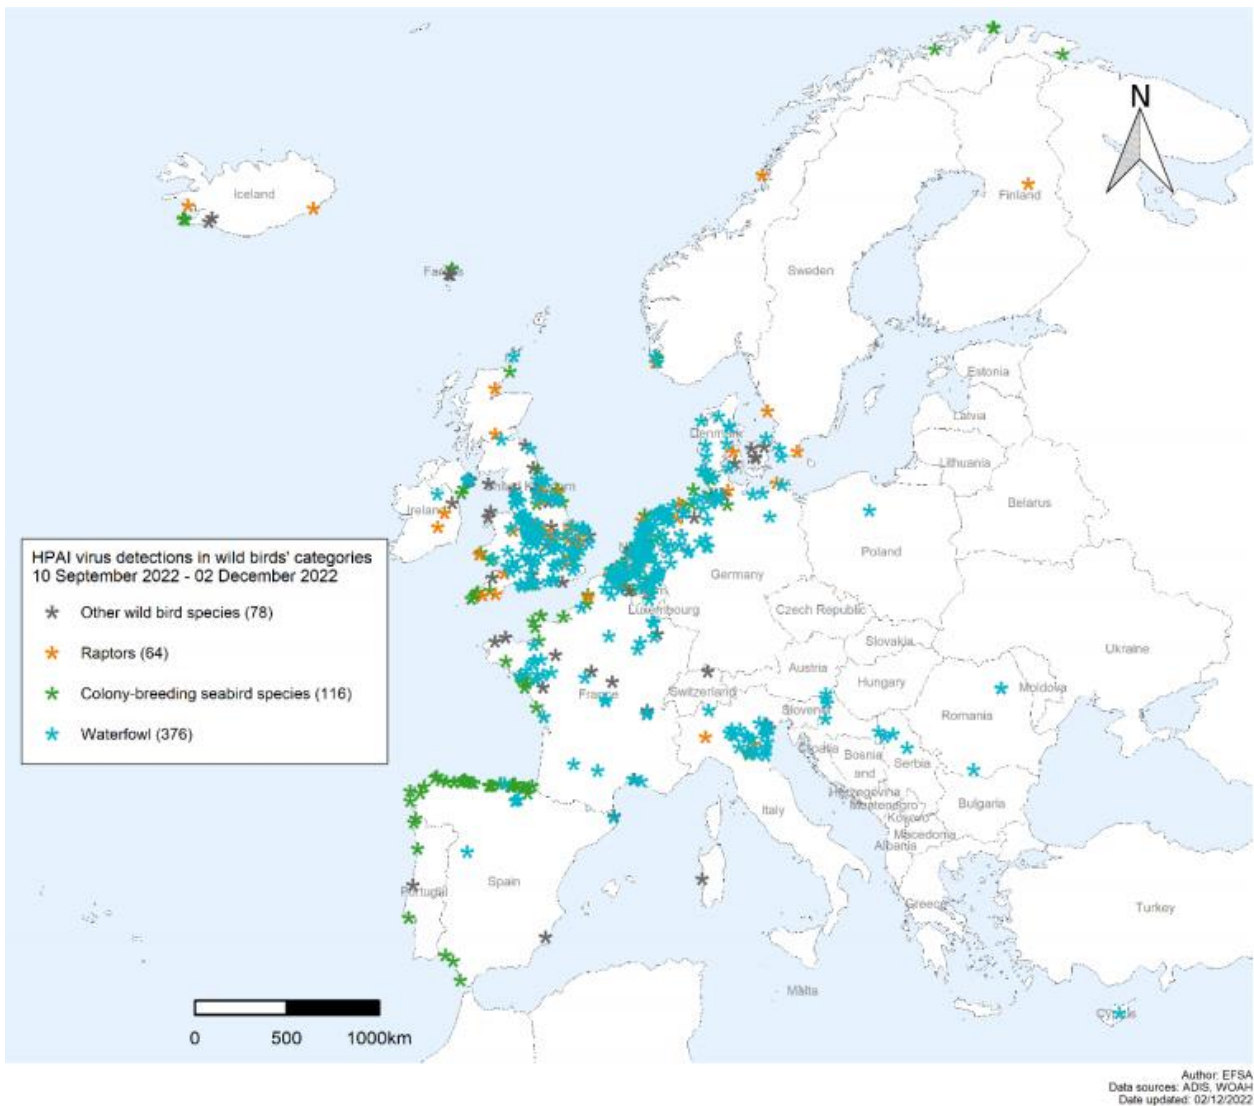 N
Iceland
Finland
Sweden
Estonia
Latvia
Denmark
Lithuania
United Kingdom
Belarus
Ireland
Poland
Germany
Czech Republic
Luxembourg
Slovakia
Ukraine
Austria
Hungary
Moldova
France
Switzerland
Slovenia
Romania
Croatia
Bosnia
and
Herzegovina
Serbia
Montenegro
Bulgaria
Italy
Kosovo
Macedonia
Albania
Spain
Portugal
Greece
Turkey
Malta
Cyprus
HPAI virus detections in wild birds' categories
10 September 2022 - 02 December 2022
Other wild bird species (78)
Raptors (64)
Colony-breeding seabird species (116)
Waterfowl (376)
0 500 1000km
Author: EFSA
Data sources: ADIS, WOAH
Date updated: 02/12/2022